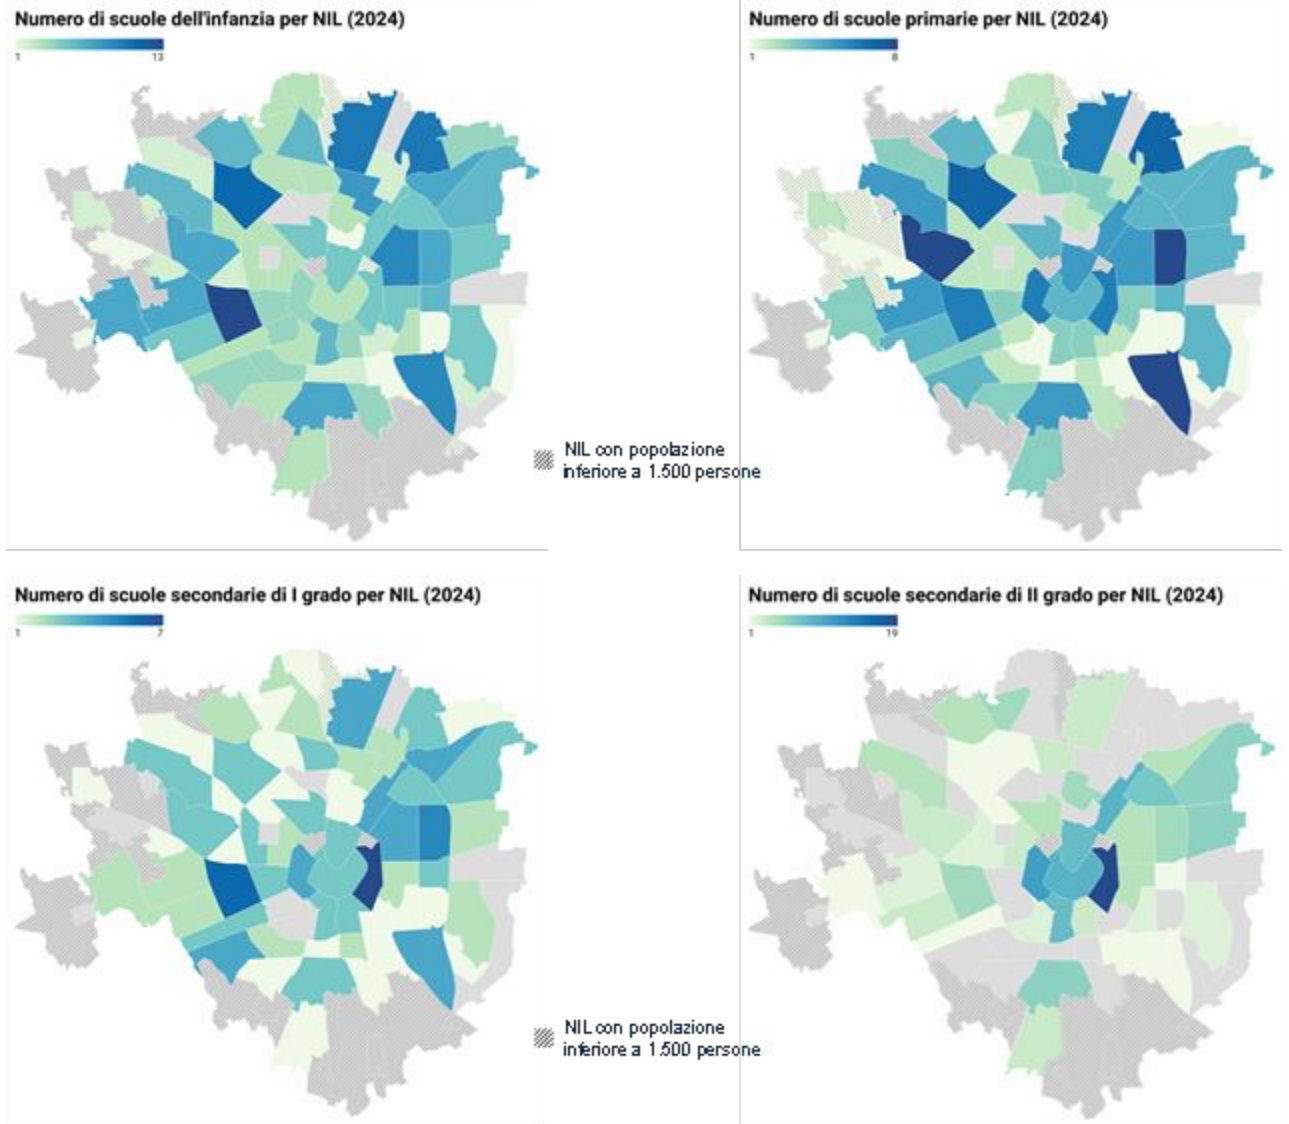 Numero di scuole dell'infanzia per NIL (2024)
1 13
Numero di scuole primarie per NIL (2024)
1 8
NIL con popolazione
inferiore a 1.500 persone
Numero di scuole secondarie di I grado per NIL (2024)
1 7
Numero di scuole secondarie di II grado per NIL (2024)
1 19
NIL con popolazione
inferiore a 1.500 persone